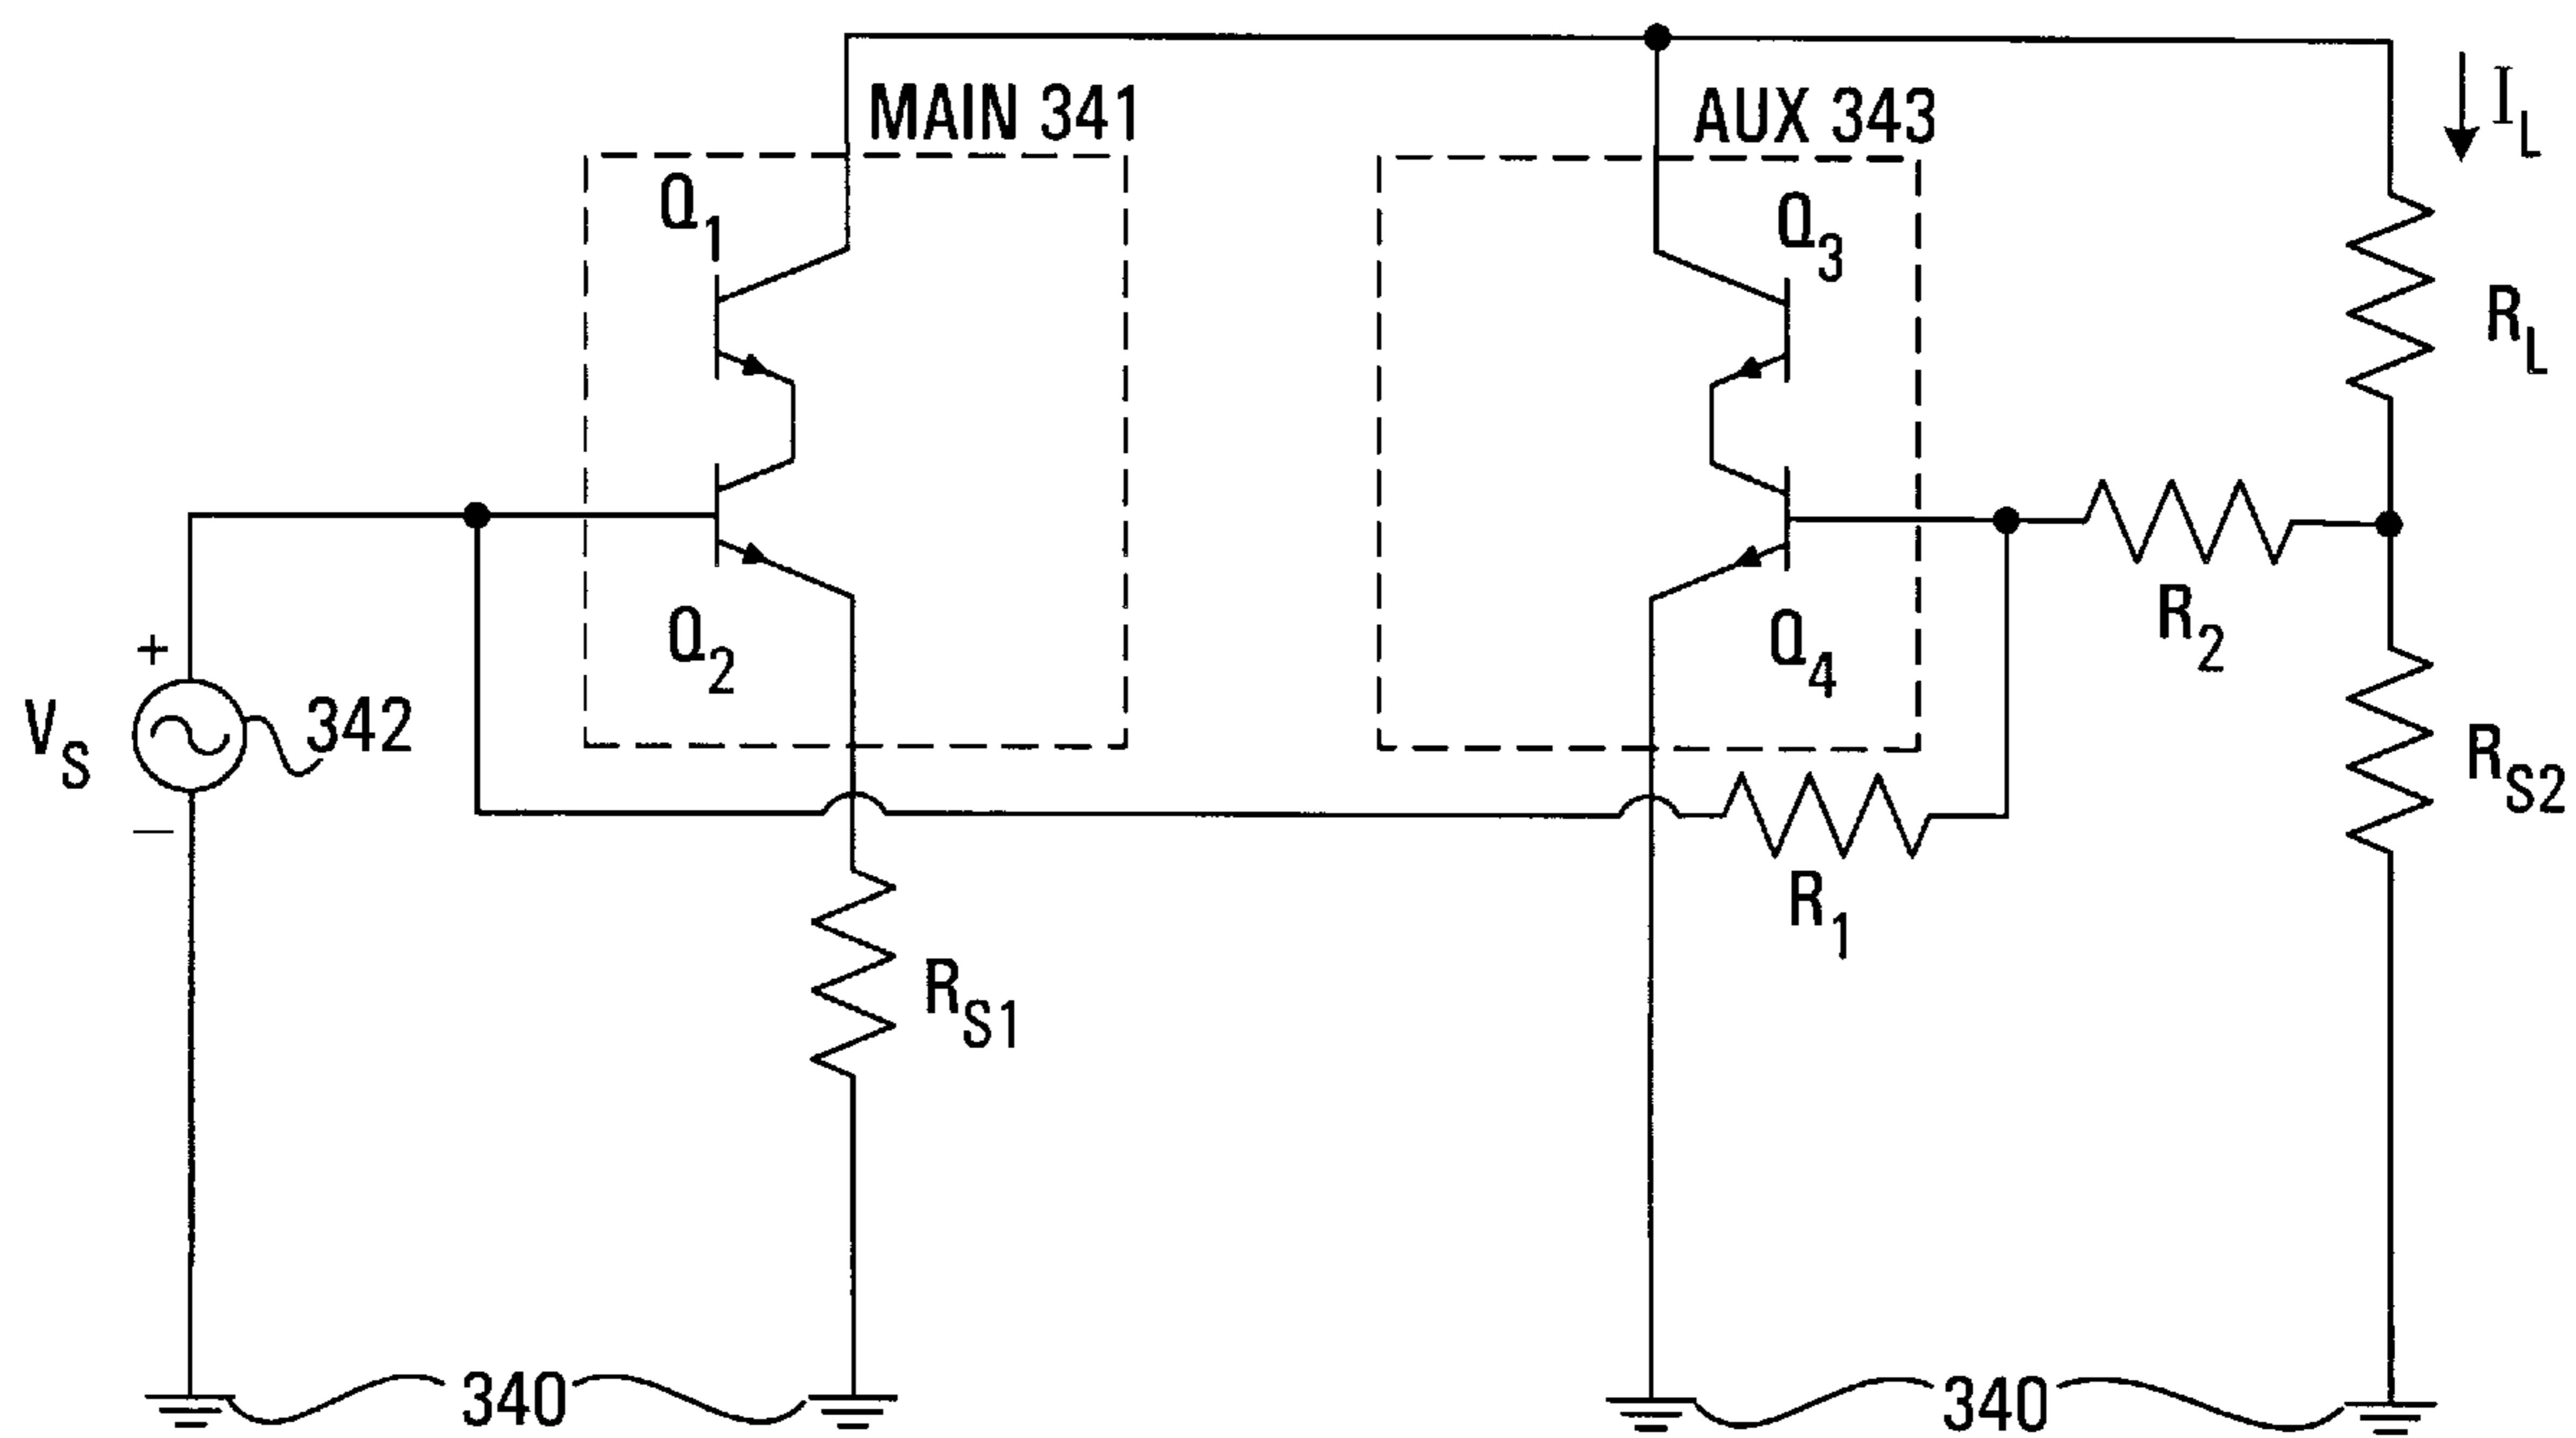 MAIN 341
AUX 343
I_L
Q_1
Q_3
R_L
R_2
Q_2
Q_4
+
V_S
342
R_S2
−
R_1
R_S1
340
340